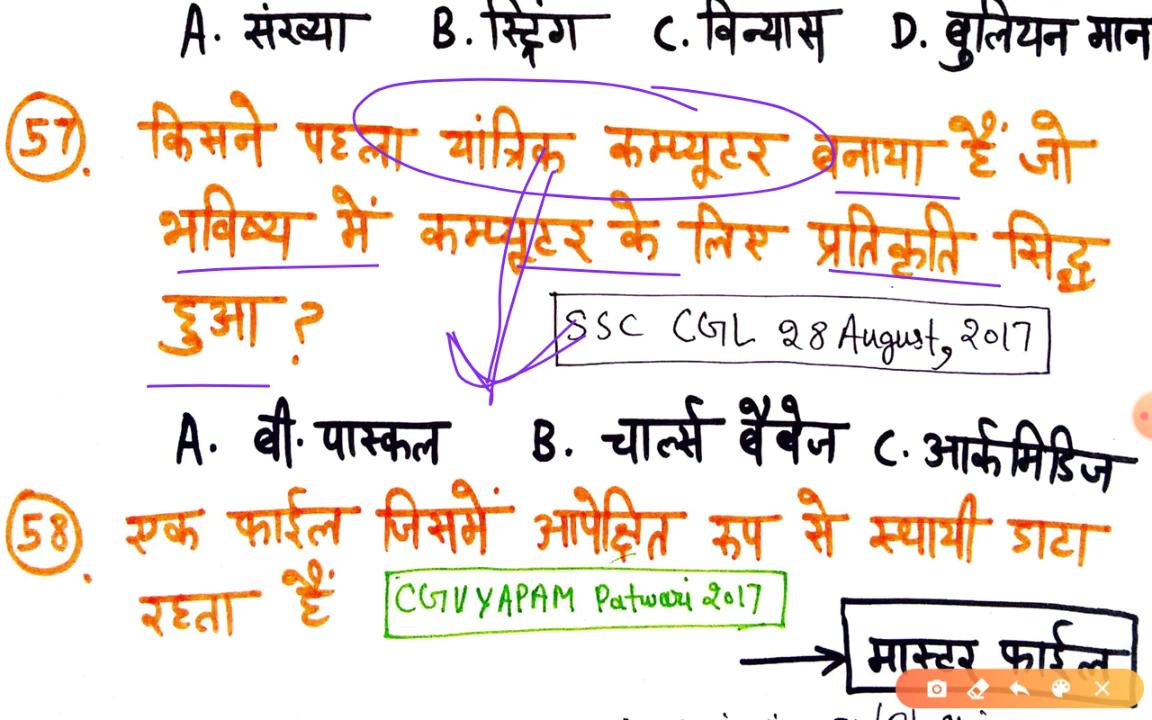 A. संख्या B. स्ट्रिंग C. विन्यास D. बुलियन मान
57. किसने पहला यांत्रिक कम्प्यूटर बनाया हैं जो
भविष्य में कम्प्यूटर के लिए प्रतिकृति सिद्ध
हुआ ?
SSC CGL 28 August, 2017
A. बी. पास्कल B. चार्ल्स बैबेज C. आर्कमिडिज
58. एक फाईल जिसमें आपेक्षित रुप से स्थायी डाटा
रहता हैं
CGVYAPAM Patwari 2017
मास्टर फाईल